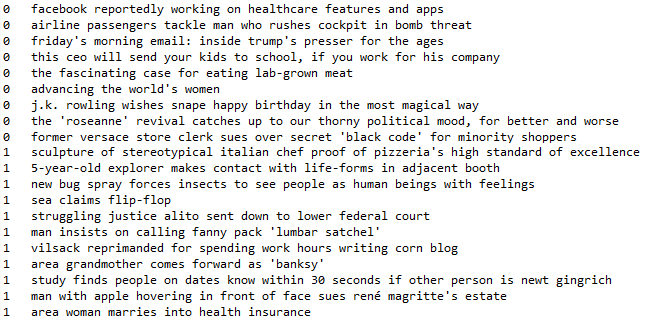 0 facebook reportedly working on healthcare features and apps
0 airline passengers tackle man who rushes cockpit in bomb threat
0 friday's morning email: inside trump's presser for the ages
0 this ceo will send your kids to school, if you work for his company
0 the fascinating case for eating lab-grown meat
0 advancing the world's women
0 j.k. rowling wishes snape happy birthday in the most magical way
0 the 'roseanne' revival catches up to our thorny political mood, for better and worse
0 former versace store clerk sues over secret 'black code' for minority shoppers
1 sculpture of stereotypical italian chef proof of pizzeria's high standard of excellence
1 5-year-old explorer makes contact with life-forms in adjacent booth
1 new bug spray forces insects to see people as human beings with feelings
1 sea claims flip-flop
1 struggling justice alito sent down to lower federal court
1 man insists on calling fanny pack 'lumbar satchel'
1 vilsack reprimanded for spending work hours writing corn blog
1 area grandmother comes forward as 'banksy'
1 study finds people on dates know within 30 seconds if other person is newt gingrich
1 man with apple hovering in front of face sues rené magritte's estate
1 area woman marries into health insurance